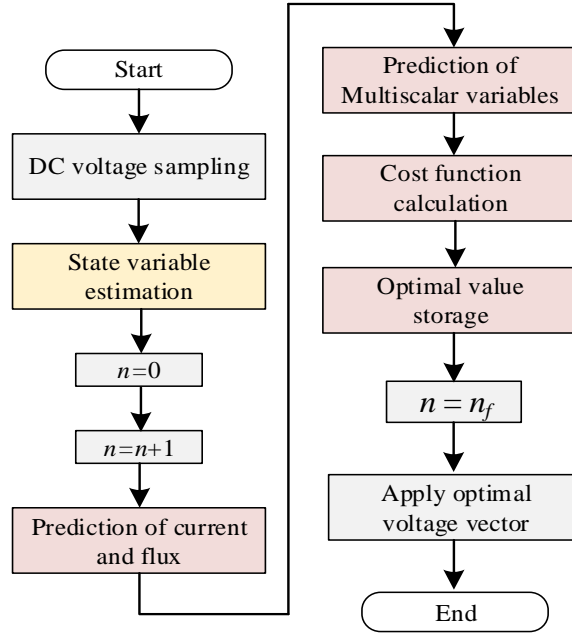 Start
DC voltage sampling
State variable
estimation
n=0
n=n+1
Prediction of current
and flux
Prediction of
Multiscalar variables
Cost function
calculation
Optimal value
storage
n = n_f
Apply optimal
voltage vector
End